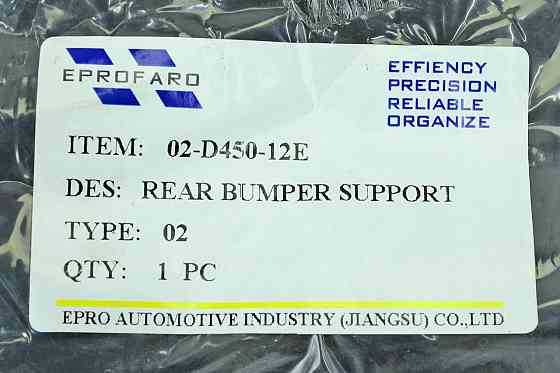 EPROFARO
EFFIENCY
PRECISION
RELIABLE
ORGANIZE
ITEM: 02-D450-12E
DES: REAR BUMPER SUPPORT
TYPE: 02
QTY: 1 PC
EPRO AUTOMOTIVE INDUSTRY (JIANGSU) CO.,LTD